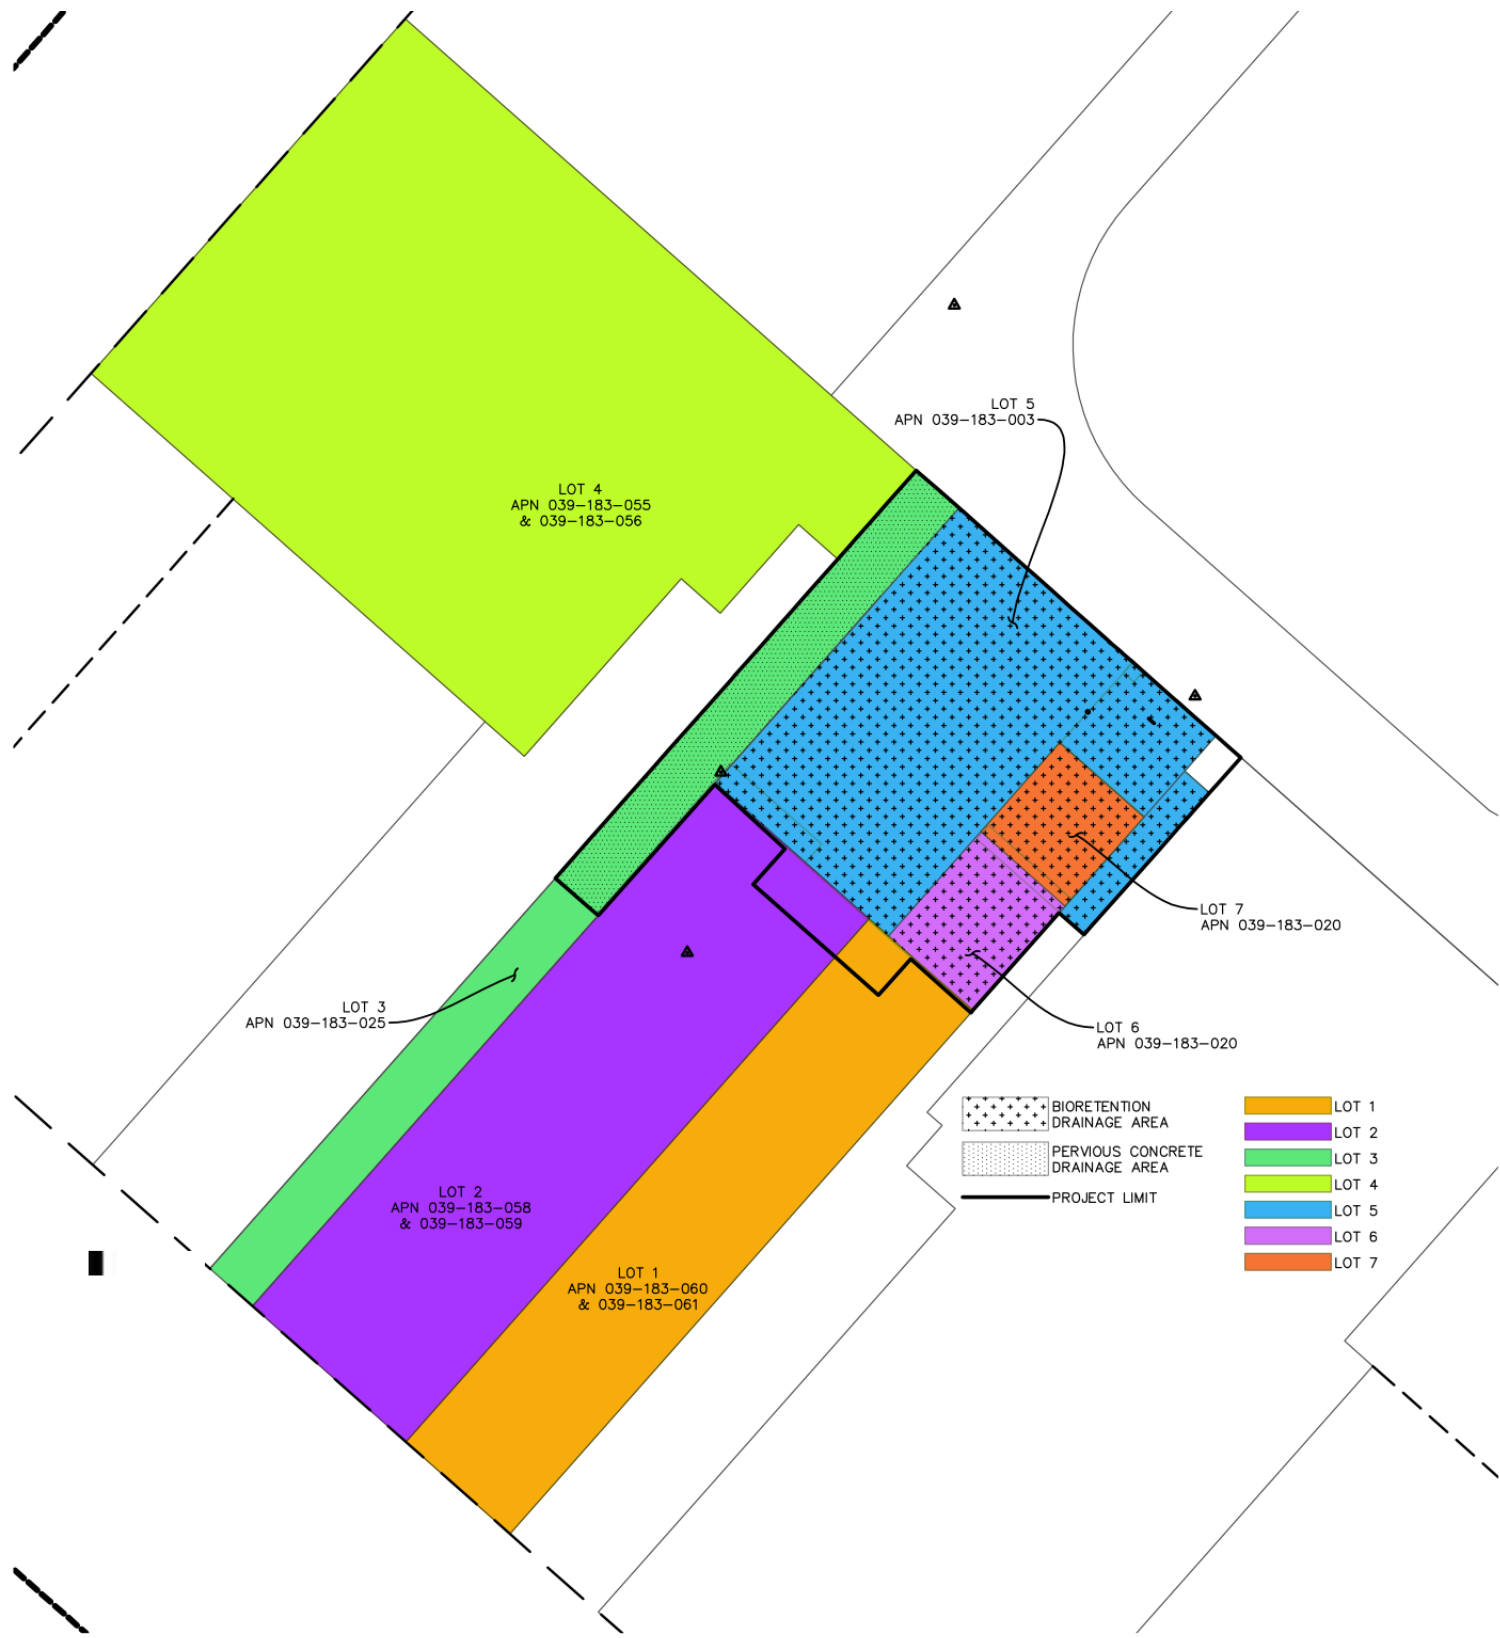 LOT 5
APN 039-183-003
LOT 4
APN 039-183-055
& 039-183-056
LOT 7
APN 039-183-020
LOT 3
APN 039-183-025
LOT 6
APN 039-183-020
BIORETENTION
DRAINAGE AREA
PERVIOUS CONCRETE
DRAINAGE AREA
PROJECT LIMIT
LOT 1
LOT 2
LOT 3
LOT 4
LOT 5
LOT 6
LOT 7
LOT 2
APN 039-183-058
& 039-183-059
LOT 1
APN 039-183-060
& 039-183-061